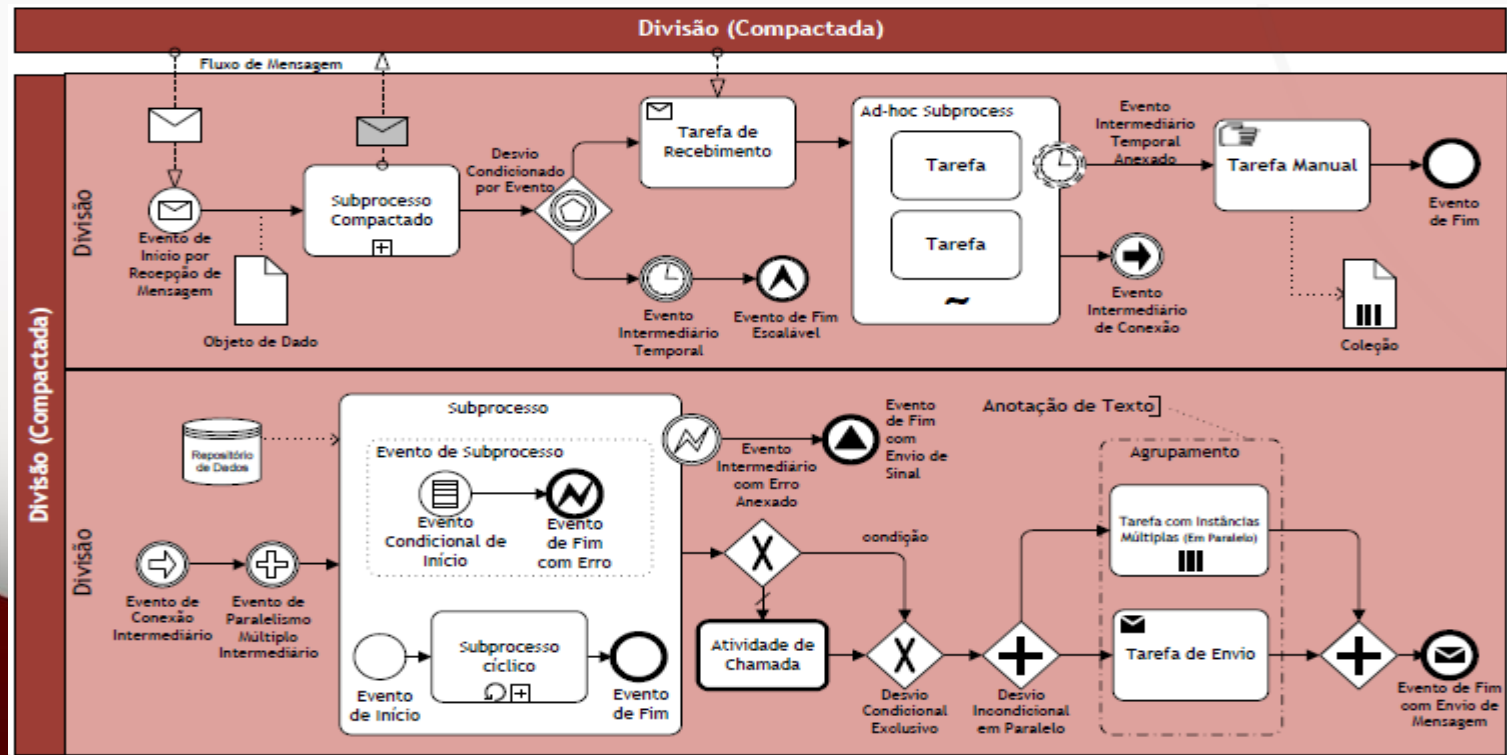 Divisão (Compactada)
Fluxo de Mensagem
Divisão (Compactada)
Divisão
Evento de
Início por
Recepção de
Mensagem
Objeto de Dado
Subprocesso
Compactado
Desvio
Condicionado
por Evento
Tarefa de
Recebimento
Evento
Intermediário
Temporal
Evento de Fim
Escalável
Ad-hoc Subprocess
Tarefa
Tarefa
~
Evento
Intermediário
Temporal
Anexado
Evento
Intermediário
de Conexão
Tarefa Manual
Evento
de Fim
Coleção
Divisão
Repositório
de Dados
Evento de
Conexão
Intermediário
Evento de
Paralelismo
Múltiplo
Intermediário
Subprocesso
Evento de Subprocesso
Evento
Condicional de
Início
Evento
de Fim
com Erro
Evento
de Início
Subprocesso
cíclico
Evento
de Fim
Evento
Intermediário
com Erro
Anexado
Evento
de Fim
com
Envio de
Sinal
condição
Atividade de
Chamada
Desvio
Condicional
Exclusivo
Desvio
Incondicional
em Paralelo
Anotação de Texto
Agrupamento
Tarefa com Instâncias
Múltiplas (Em Paralelo)
Tarefa de Envio
Evento de Fim
com Envio de
Mensagem